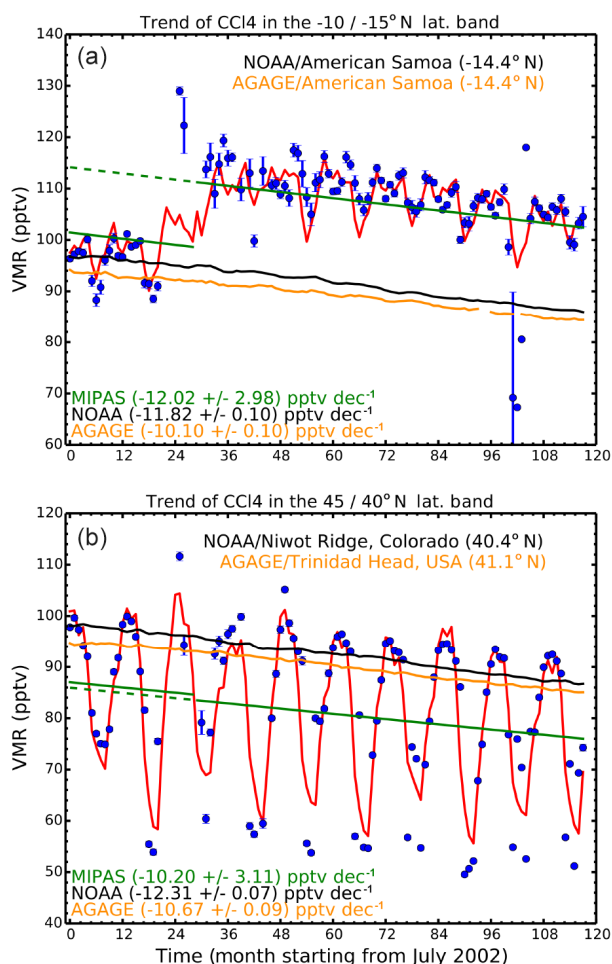 Trend of CCl4 in the -10 / -15° N lat. band
(a)
NOAA/American Samoa (-14.4° N)
AGAGE/American Samoa (-14.4° N)
VMR (pptv)
140
130
120
110
100
90
80
70
60
MIPAS (-12.02 +/- 2.98) pptv dec⁻¹
NOAA (-11.82 +/- 0.10) pptv dec⁻¹
AGAGE (-10.10 +/- 0.10) pptv dec⁻¹
0 12 24 36 48 60 72 84 96 108 120
Trend of CCl4 in the 45 / 40° N lat. band
(b)
NOAA/Niwot Ridge, Colorado (40.4° N)
AGAGE/Trinidad Head, USA (41.1° N)
VMR (pptv)
120
110
100
90
80
70
60
50
40
MIPAS (-10.20 +/- 3.11) pptv dec⁻¹
NOAA (-12.31 +/- 0.07) pptv dec⁻¹
AGAGE (-10.67 +/- 0.09) pptv dec⁻¹
0 12 24 36 48 60 72 84 96 108 120
Time (month starting from July 2002)